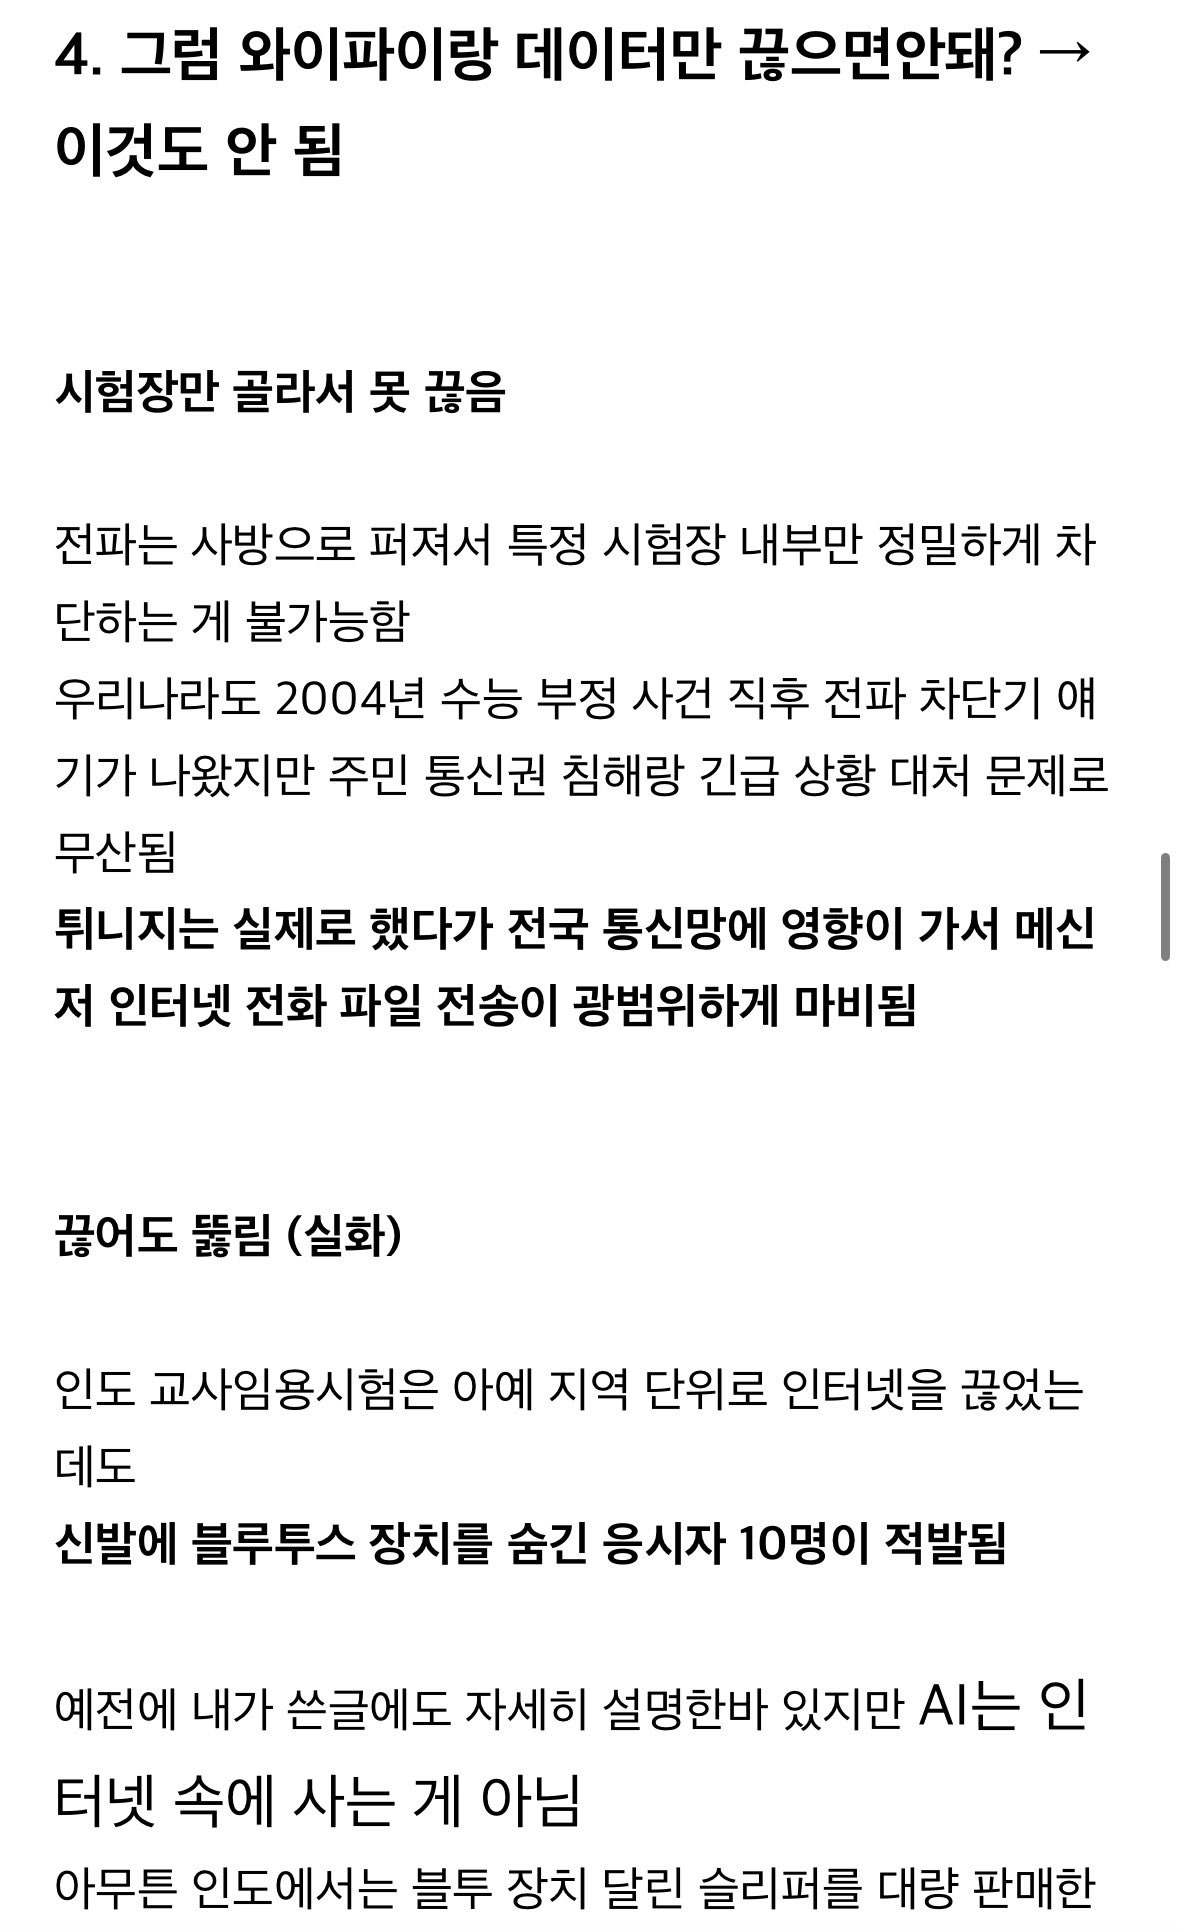 4. 그럼 와이파이랑 데이터만 끊으면안돼? →
이것도 안 됨
시험장만 골라서 못 끊음
전파는 사방으로 퍼져서 특정 시험장 내부만 정밀하게 차
단하는 게 불가능함
우리나라도 2004년 수능 부정 사건 직후 전파 차단기 얘
기가 나왔지만 주민 통신권 침해랑 긴급 상황 대처 문제로
무산됨
튀니지는 실제로 했다가 전국 통신망에 영향이 가서 메신
저 인터넷 전화 파일 전송이 광범위하게 마비됨
끊어도 뚫림 (실화)
인도 교사임용시험은 아예 지역 단위로 인터넷을 끊었는
데도
신발에 블루투스 장치를 숨긴 응시자 10명이 적발됨
예전에 내가 쓴글에도 자세히 설명한바 있지만 AI는 인
터넷 속에 사는 게 아님
아무튼 인도에서는 블투 장치 달린 슬리퍼를 대량 판매한